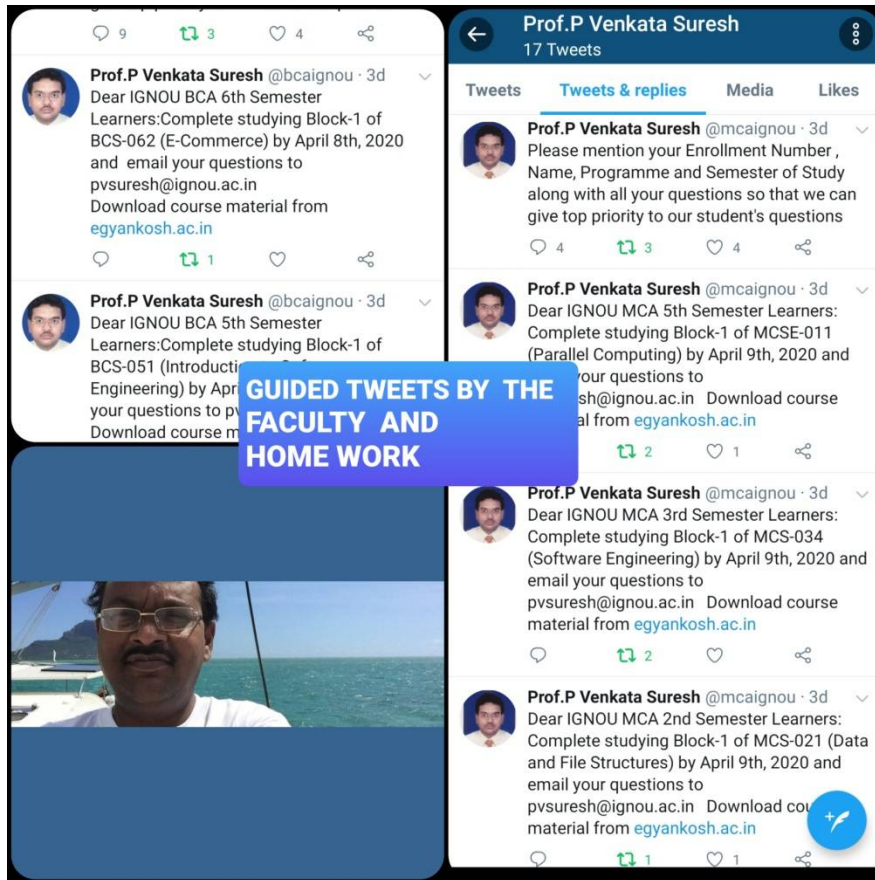 9 3 4
Prof.P Venkata Suresh @bcaignou · 3d
Dear IGNOU BCA 6th Semester
Learners:Complete studying Block-1 of
BCS-062 (E-Commerce) by April 8th, 2020
and email your questions to
pvsuresh@ignou.ac.in
Download course material from
egyankosh.ac.in
1
Prof.P Venkata Suresh @bcaignou · 3d
Dear IGNOU BCA 5th Semester
Learners:Complete studying Block-1 of
BCS-051
Engineering) by
your questions to
Download course
GUIDED TWEETS BY THE
FACULTY AND
HOME WORK
Prof.P Venkata Suresh
17 Tweets
Tweets Tweets & replies Media Likes
Prof.P Venkata Suresh @mcaignou · 3d
Please mention your Enrollment Number ,
Name, Programme and Semester of Study
along with all your questions so that we can
give top priority to our student's questions
4 3 4
Prof.P Venkata Suresh @mcaignou · 3d
Dear IGNOU MCA 5th Semester Learners:
Complete studying Block-1 of MCSE-011
(Parallel Computing) by April 9th, 2020 and
your questions to
sh@ignou.ac.in Download course
from egyankosh.ac.in
2 1
Prof.P Venkata Suresh @mcaignou · 3d
Dear IGNOU MCA 3rd Semester Learners:
Complete studying Block-1 of MCS-034
(Software Engineering) by April 9th, 2020 and
email your questions to
pvsuresh@ignou.ac.in Download course
material from egyankosh.ac.in
2
Prof.P Venkata Suresh @mcaignou · 3d
Dear IGNOU MCA 2nd Semester Learners:
Complete studying Block-1 of MCS-021 (Data
and File Structures) by April 9th, 2020 and
email your questions to
pvsuresh@ignou.ac.in Download
material from egyankosh.ac.in
1 1